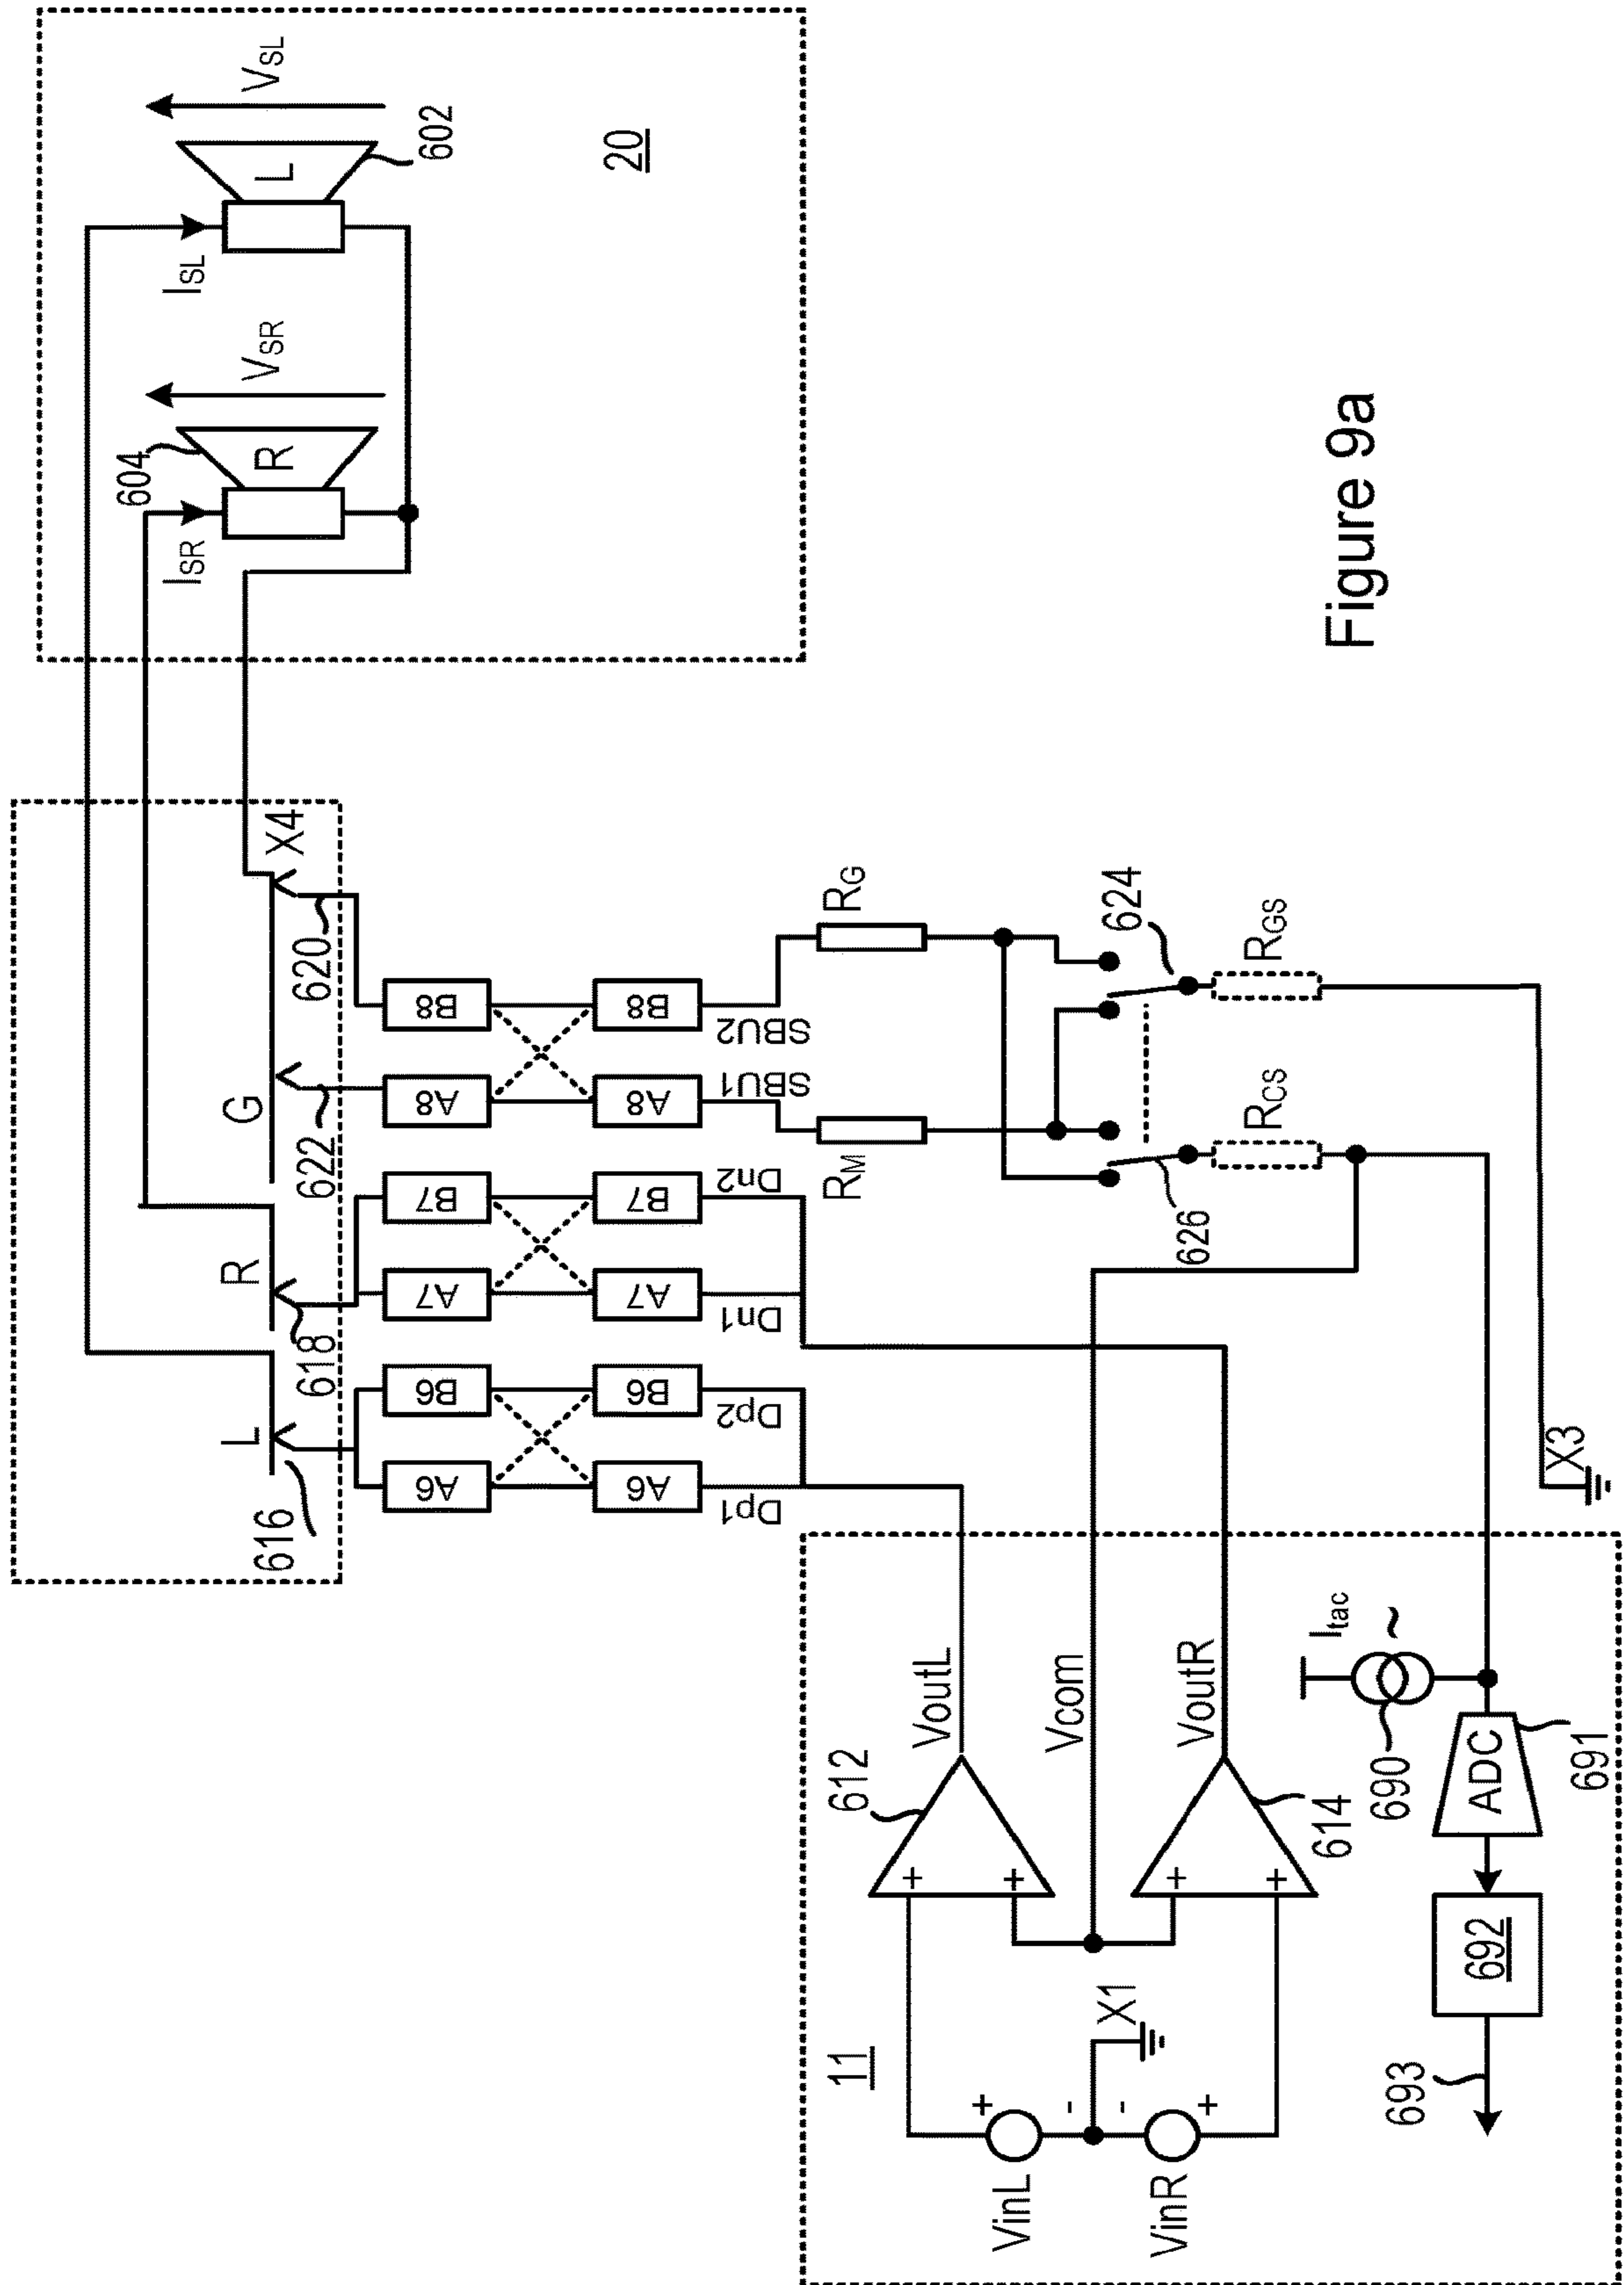 11
VinL
VinR
+
-
-
+
X1
+
+
+
+
612
614
VoutL
Vcom
VoutR
I_tac
~
690
ADC
691
692
693
X3
616
L
618
R
622
G
620
X4
A6
B6
A7
B7
A8
B8
A6
B6
A7
B7
A8
B8
Dp1
Dp2
Dn1
Dn2
SBU1
SBU2
R_M
R_G
626
624
R_CS
R_GS
I_SR
604
R
V_SR
I_SL
L
V_SL
602
20
Figure 9a